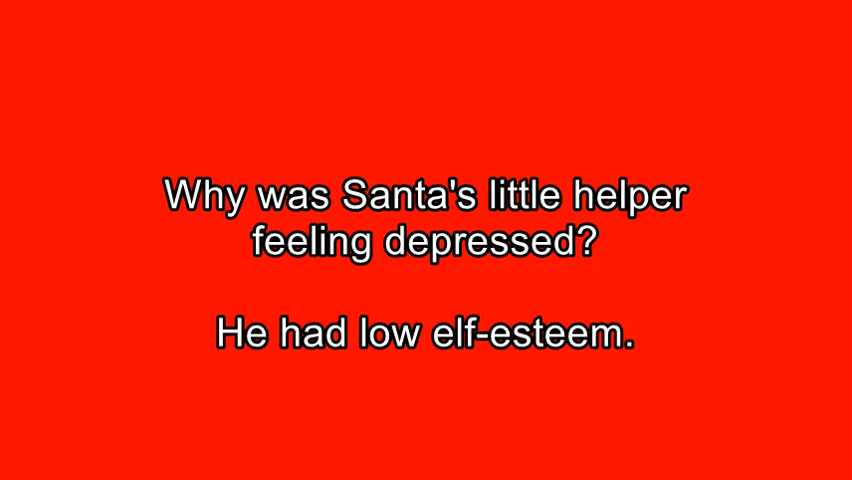 Why was Santa's little helper
feeling depressed?
He had low elf-esteem.